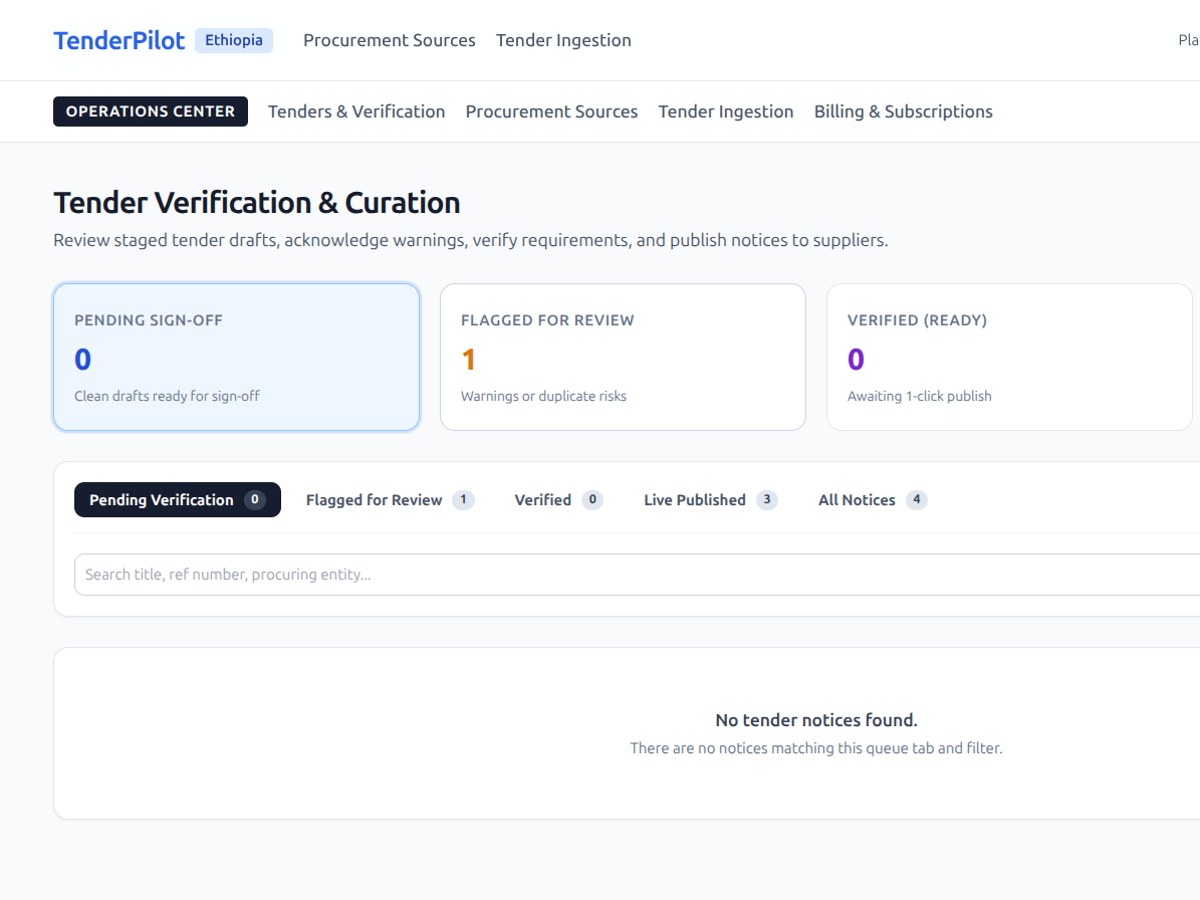 TenderPilot Ethiopia Procurement Sources Tender Ingestion
OPERATIONS CENTER Tenders & Verification Procurement Sources Tender Ingestion Billing & Subscriptions
Tender Verification & Curation
Review staged tender drafts, acknowledge warnings, verify requirements, and publish notices to suppliers.
PENDING SIGN-OFF
0
Clean drafts ready for sign-off
FLAGGED FOR REVIEW
1
Warnings or duplicate risks
VERIFIED (READY)
0
Awaiting 1-click publish
Pending Verification 0 Flagged for Review 1 Verified 0 Live Published 3 All Notices 4
Search title, ref number, procuring entity...
No tender notices found.
There are no notices matching this queue tab and filter.